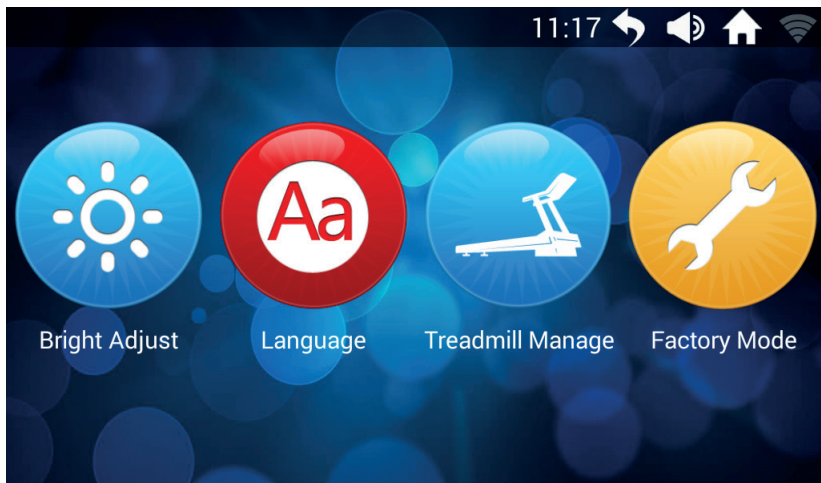 11:17
Aa
Bright Adjust
Language
Treadmill Manage
Factory Mode